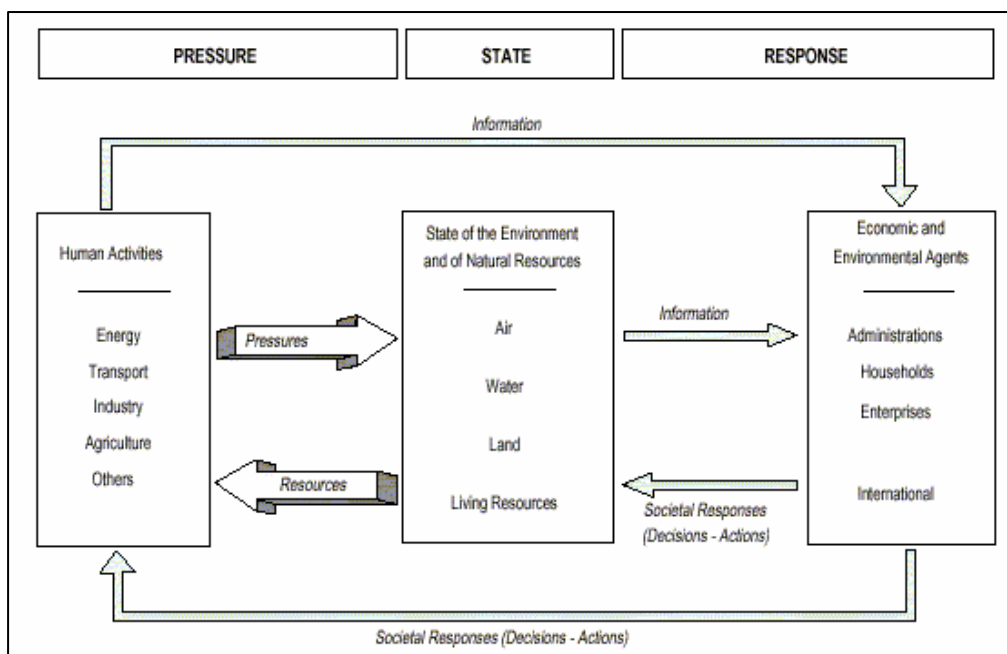 PRESSURE
STATE
RESPONSE
Information
Human Activities
Energy
Transport
Industry
Agriculture
Others
Pressures
Resources
State of the Environment
and of Natural Resources
Air
Water
Land
Living Resources
Information
Societal Responses
(Decisions - Actions)
Economic and
Environmental Agents
Administrations
Households
Enterprises
International
Societal Responses (Decisions - Actions)